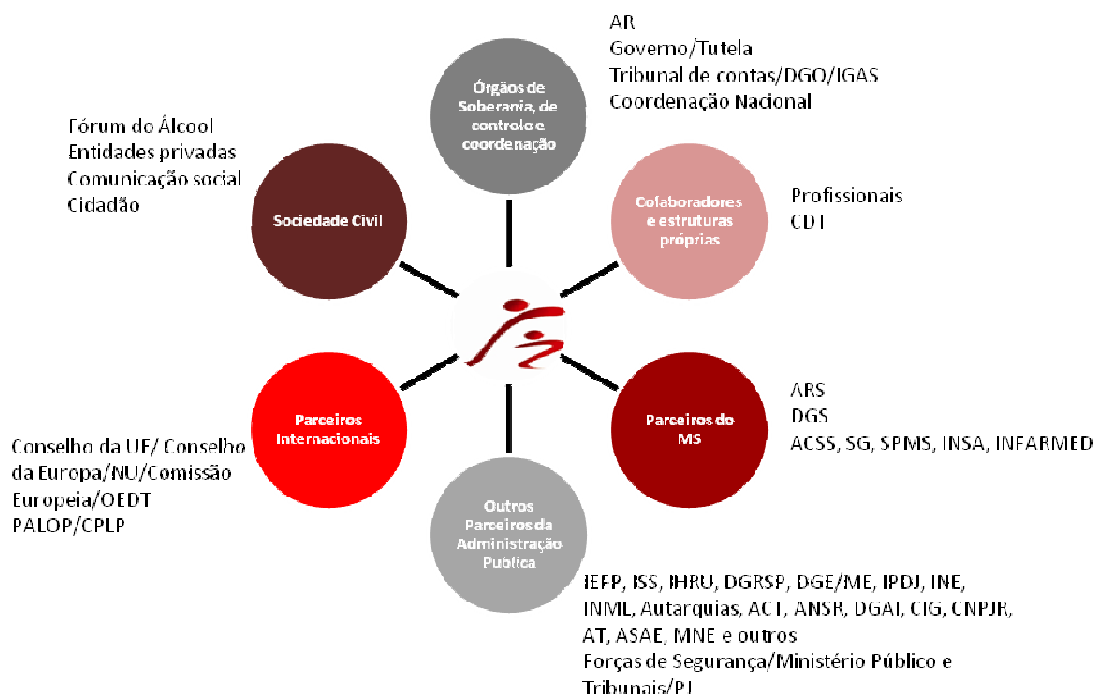 AR
Governo/Tutela
Tribunal de contas/DGO/IGAS
Coordenação Nacional
Órgãos de
Soberania, de
controlo e
coordenação
Fórum do Álcool
Entidades privadas
Comunicação social
Cidadão
Sociedade Civil
Colaboradores
e estruturas
próprias
Profissionais
CDT
Parceiros
Internacionais
Conselho da UE/ Conselho
da Europa/NU/Comissão
Europeia/OEDT
PALOP/CPLP
Parceiros do
MS
ARS
DGS
ACSS, SG, SPMS, INSA, INFARMED
Outros
Parceiros da
Administração
Publica
IEFP, ISS, IHRU, DGRSP, DGE/ME, IPDJ, INE,
INML, Autarquias, ACT, ANSR, DGAI, CIG, CNPJR,
AT, ASAE, MNE e outros
Forças de Segurança/Ministério Público e
Tribunais/PJ